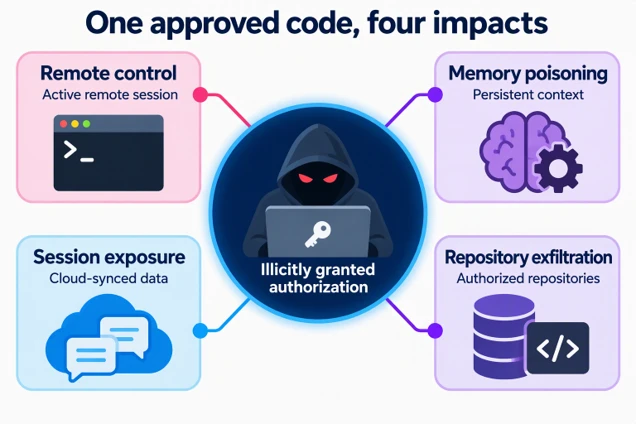 One approved code, four impacts
Remote control
Active remote session
>_
Memory poisoning
Persistent context
Illicitly granted
authorization
Session exposure
Cloud-synced data
Repository exfiltration
Authorized repositories
</>